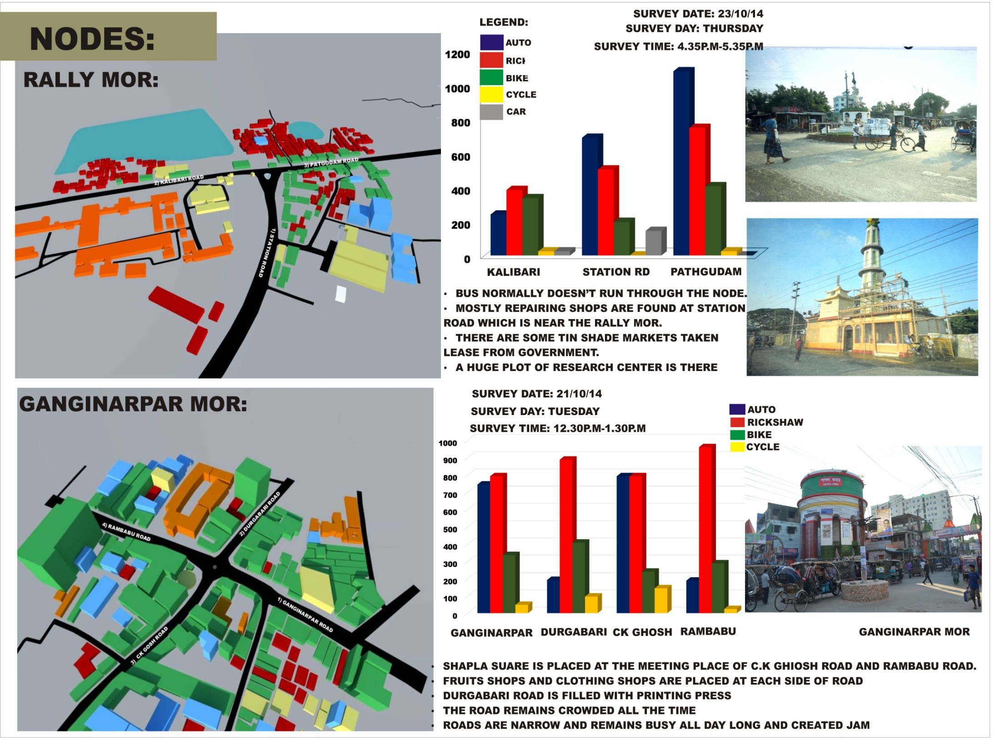 NODES:
RALLY MOR:
2) KALIBARI ROAD
3) PATGUDAM ROAD
1) STATION ROAD
LEGEND:
AUTO
BIKE
CYCLE
CAR
SURVEY DATE: 23/10/14
SURVEY DAY: THURSDAY
SURVEY TIME: 4.35P.M-5.35P.M
1200
1000
800
600
400
200
0
KALIBARI STATION RD PATHGUDAM
• BUS NORMALLY DOESN'T RUN THROUGH THE NODE.
• MOSTLY REPAIRING SHOPS ARE FOUND AT STATION
ROAD WHICH IS NEAR THE RALLY MOR.
• THERE ARE SOME TIN SHADE MARKETS TAKEN
LEASE FROM GOVERNMENT.
• A HUGE PLOT OF RESEARCH CENTER IS THERE
GANGINARPAR MOR:
4) RAMBABU ROAD
2) DURGABARI ROAD
1) GANGINARPAR ROAD
3) CK GOSH ROAD
SURVEY DATE: 21/10/14
SURVEY DAY: TUESDAY
SURVEY TIME: 12.30P.M-1.30P.M
AUTO
RICKSHAW
BIKE
CYCLE
1000
900
800
700
600
500
400
300
200
100
0
GANGINARPAR DURGABARI CK GHOSH RAMBABU
শাপলা স্কয়ার
GANGINARPAR MOR
• SHAPLA SUARE IS PLACED AT THE MEETING PLACE OF C.K GHIOSH ROAD AND RAMBABU ROAD.
• FRUITS SHOPS AND CLOTHING SHOPS ARE PLACED AT EACH SIDE OF ROAD
• DURGABARI ROAD IS FILLED WITH PRINTING PRESS
• THE ROAD REMAINS CROWDED ALL THE TIME
• ROADS ARE NARROW AND REMAINS BUSY ALL DAY LONG AND CREATED JAM